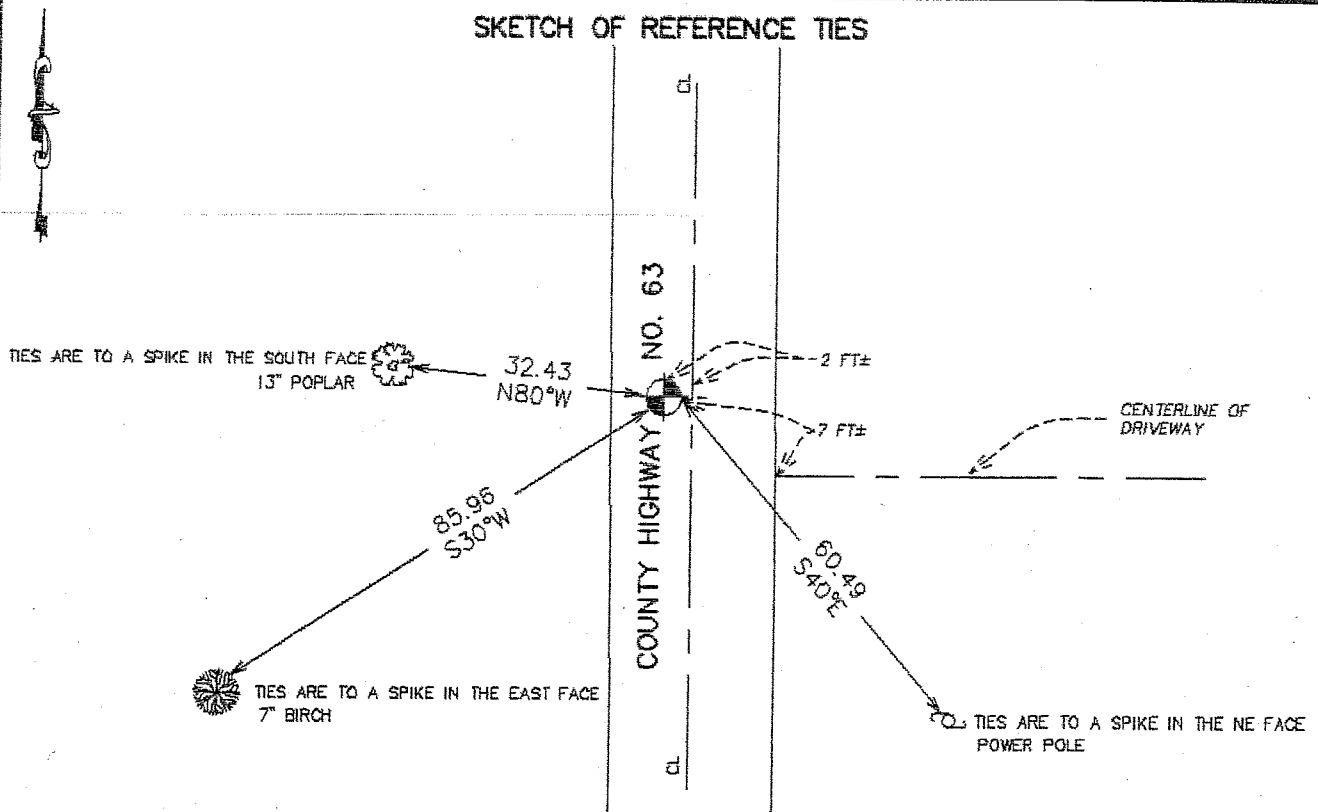 SKETCH OF REFERENCE TIES
CL
COUNTY HIGHWAY NO. 63
TIES ARE TO A SPIKE IN THE SOUTH FACE
13" POPLAR
32.43
N80°W
2 FT±
7 FT±
CENTERLINE OF
DRIVEWAY
85.96
S30°W
60.49
S40°E
TIES ARE TO A SPIKE IN THE EAST FACE
7" BIRCH
TIES ARE TO A SPIKE IN THE NE FACE
POWER POLE
CL